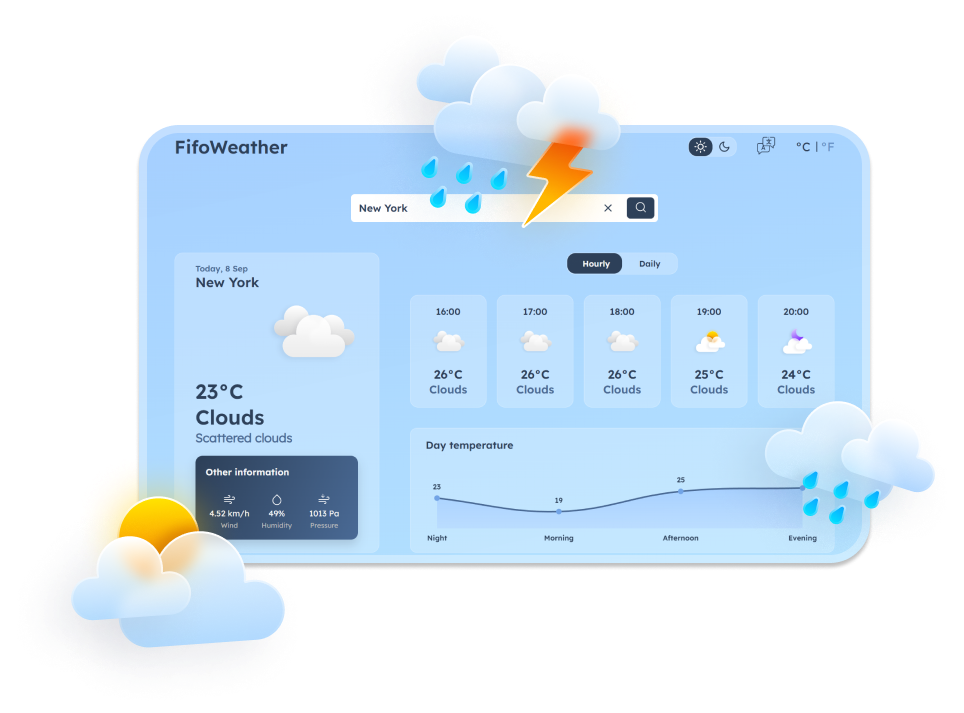 FifoWeather
°C | °F
New York
Today, 8 Sep
New York
23°C
Clouds
Scattered clouds
Other information
4.52 km/h 49% 1013 Pa
Wind Humidity Pressure
Hourly Daily
16:00 17:00 18:00 19:00 20:00
26°C 26°C 26°C 25°C 24°C
Clouds Clouds Clouds Clouds Clouds
Day temperature
23 19 25
Night Morning Afternoon Evening